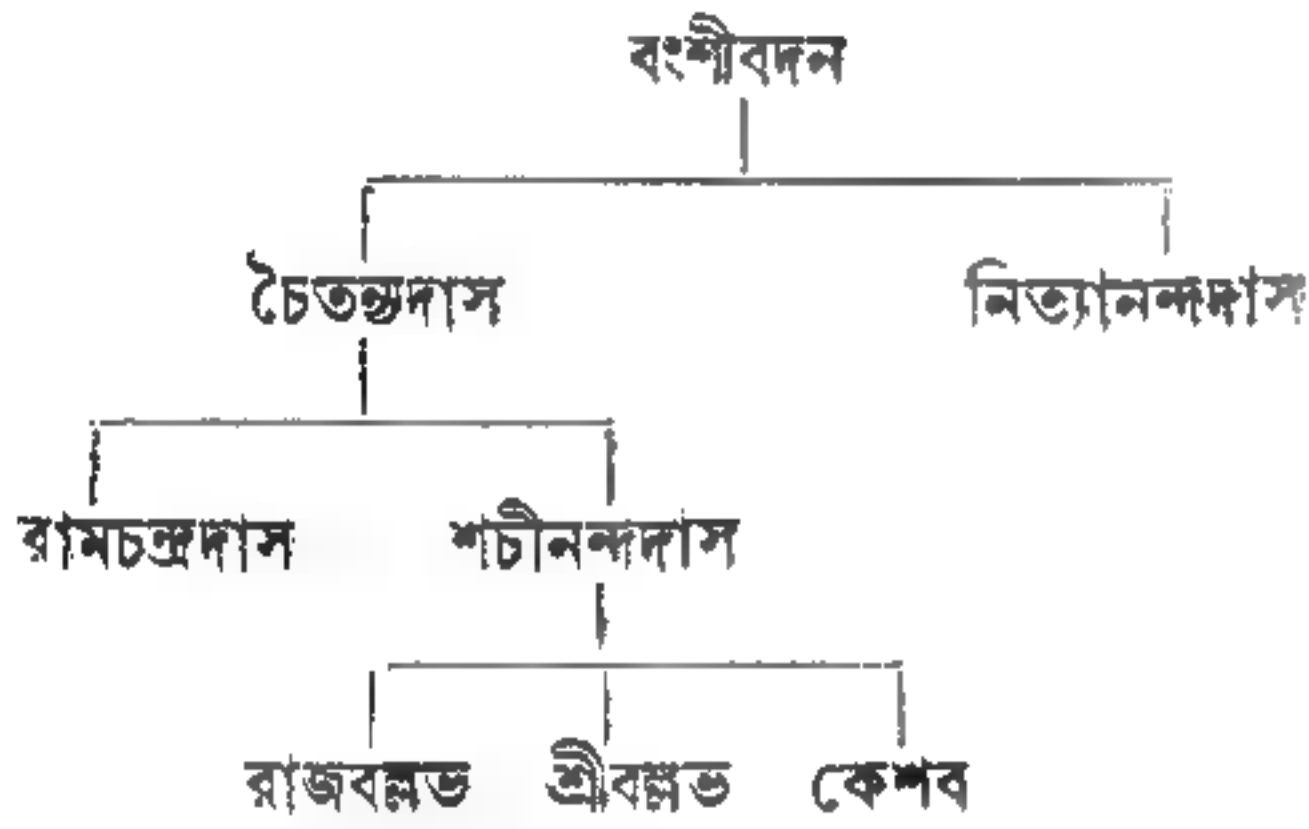 বংশীবদন
চৈতন্যদাস নিত্যানন্দদাস
রামচন্দ্রদাস শচীনন্দদাস
রাজবল্লভ শ্রীবল্লভ কেশব